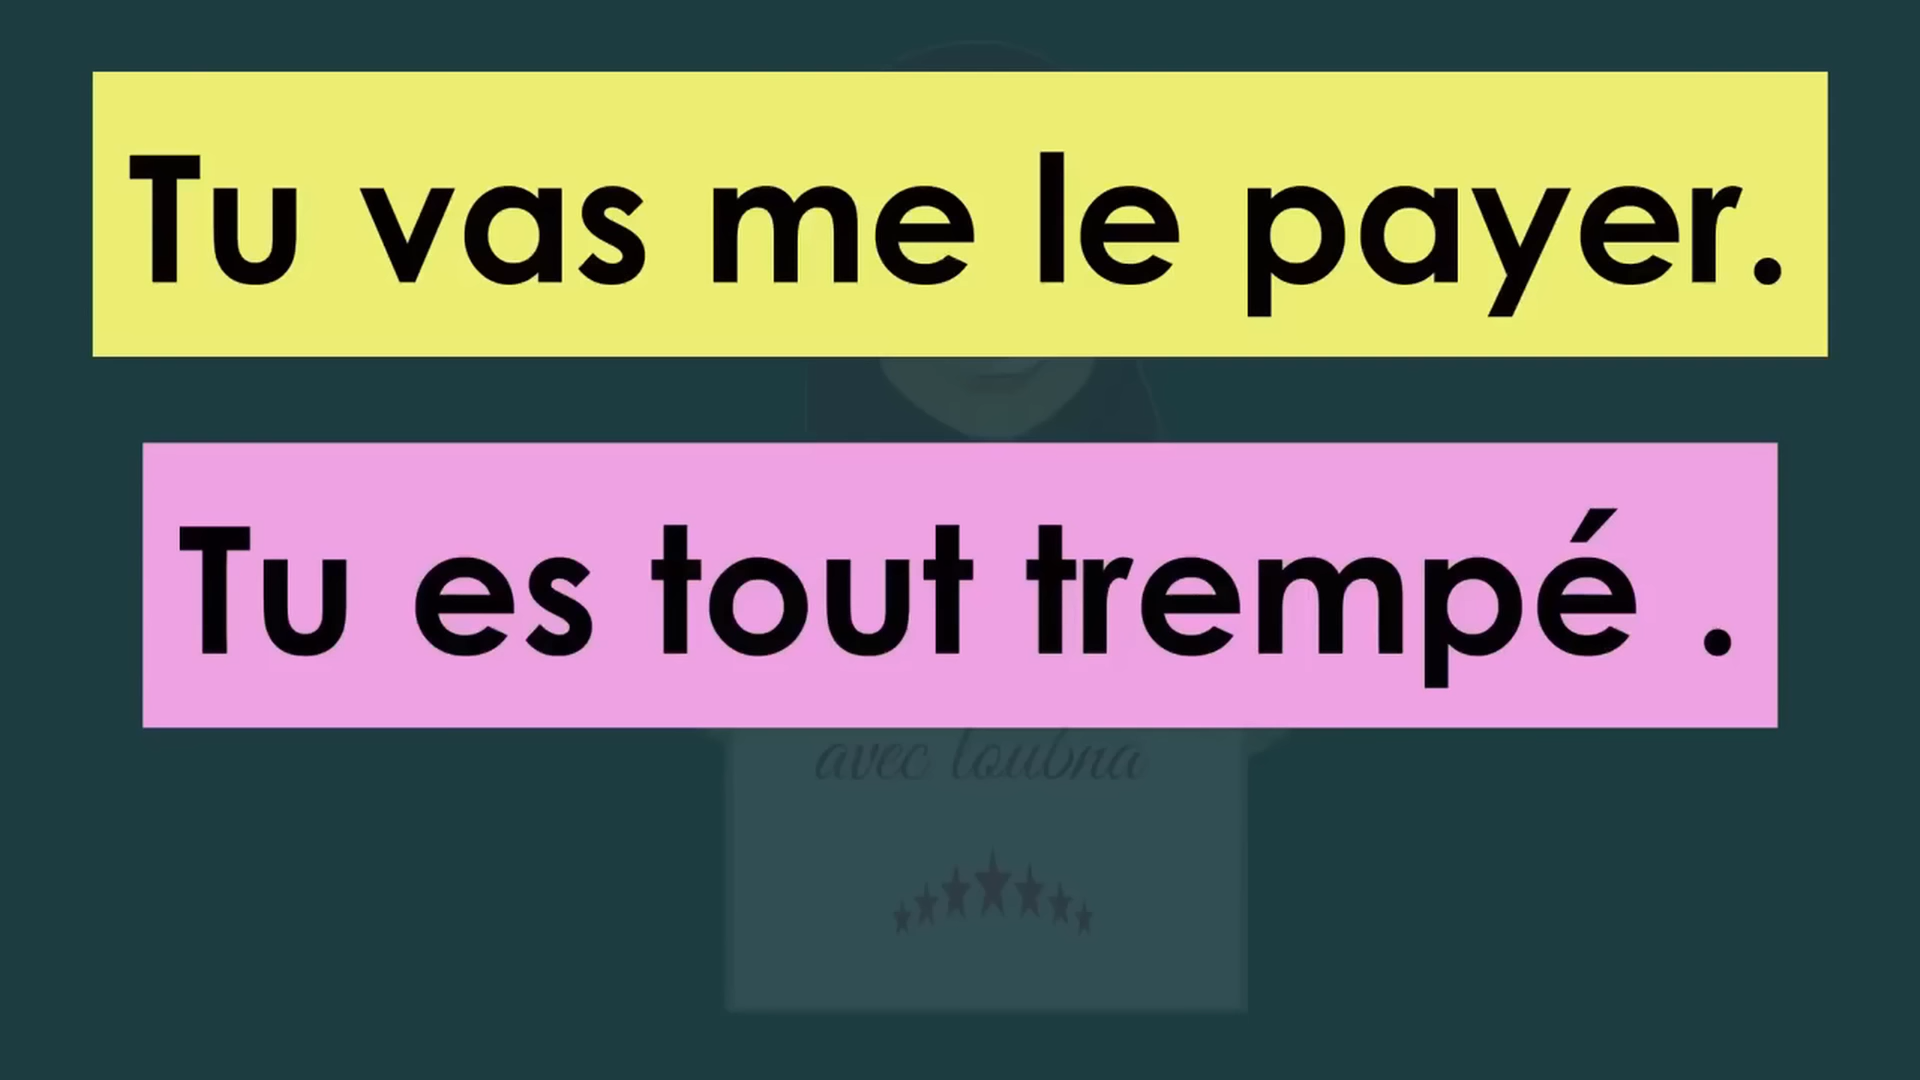 Tu vas me le payer.
Tu es tout trempé .
avec loubna